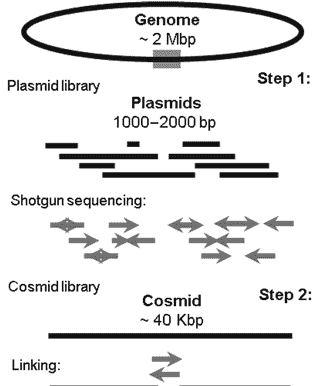 Genome
~ 2 Mbp
Step 1:
Plasmid library
Plasmids
1000–2000 bp
Shotgun sequencing:
Cosmid library
Step 2:
Cosmid
~ 40 Kbp
Linking: